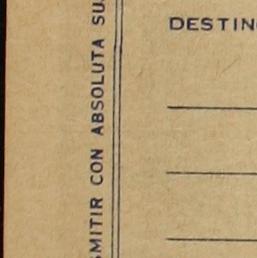 DESTIN
SMITIR CON ABSOLUTA SU